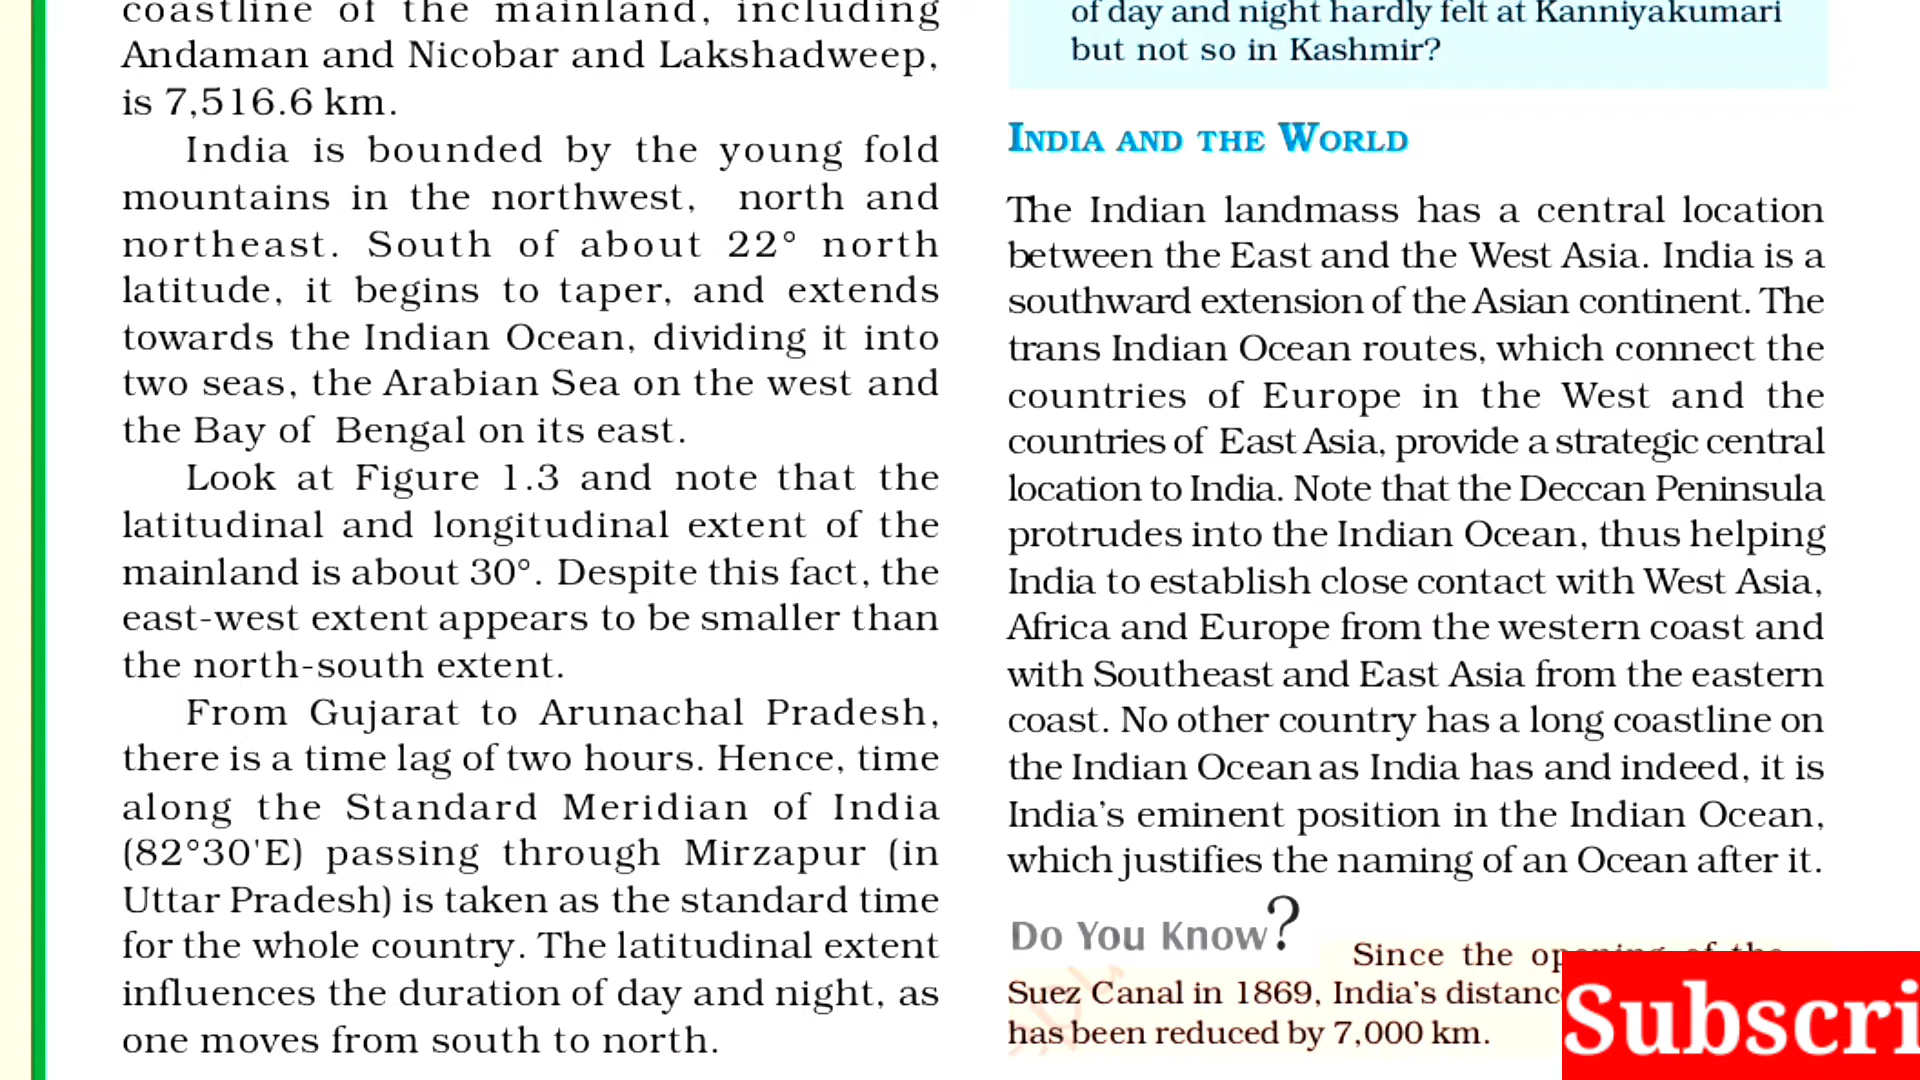 coastline of the mainland, including
Andaman and Nicobar and Lakshadweep,
is 7,516.6 km.
India is bounded by the young fold
mountains in the northwest, north and
northeast. South of about 22° north
latitude, it begins to taper, and extends
towards the Indian Ocean, dividing it into
two seas, the Arabian Sea on the west and
the Bay of Bengal on its east.
Look at Figure 1.3 and note that the
latitudinal and longitudinal extent of the
mainland is about 30°. Despite this fact, the
east-west extent appears to be smaller than
the north-south extent.
From Gujarat to Arunachal Pradesh,
there is a time lag of two hours. Hence, time
along the Standard Meridian of India
(82°30'E) passing through Mirzapur (in
Uttar Pradesh) is taken as the standard time
for the whole country. The latitudinal extent
influences the duration of day and night, as
one moves from south to north.
of day and night hardly felt at Kanniyakumari
but not so in Kashmir?
INDIA AND THE WORLD
The Indian landmass has a central location
between the East and the West Asia. India is a
southward extension of the Asian continent. The
trans Indian Ocean routes, which connect the
countries of Europe in the West and the
countries of East Asia, provide a strategic central
location to India. Note that the Deccan Peninsula
protrudes into the Indian Ocean, thus helping
India to establish close contact with West Asia,
Africa and Europe from the western coast and
with Southeast and East Asia from the eastern
coast. No other country has a long coastline on
the Indian Ocean as India has and indeed, it is
India's eminent position in the Indian Ocean,
which justifies the naming of an Ocean after it.
Do You Know?
Since the opening of the
Suez Canal in 1869, India's distanc
has been reduced by 7,000 km.
Subscri